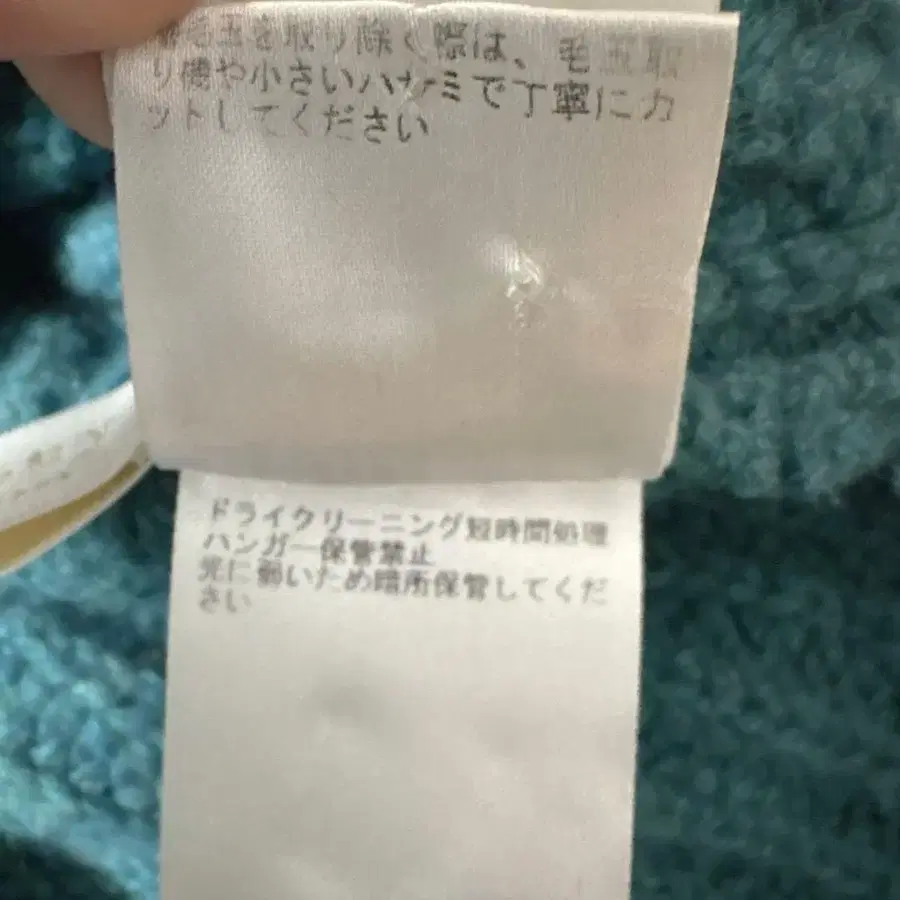 毛玉を取り除く際は、毛玉取
り機や小さいハサミで丁寧にカ
ットしてください
ドライクリーニング短時間処理
ハンガー保管禁止
光に弱いため暗所保管してくだ
さい